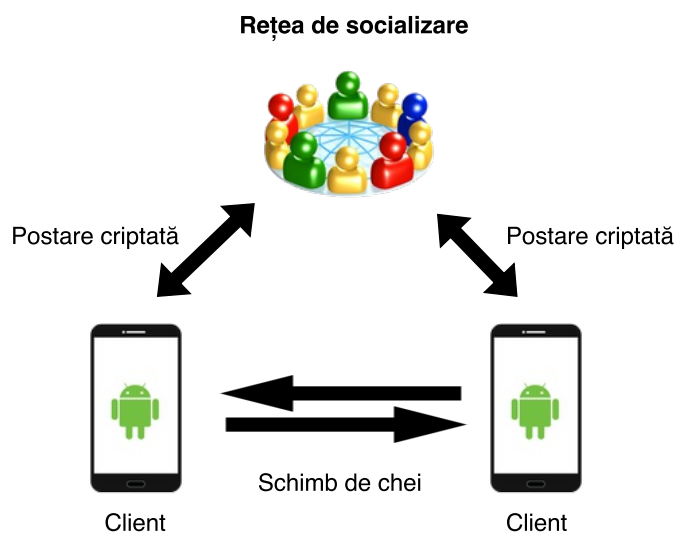 Rețea de socializare
Postare criptată
Postare criptată
Schimb de chei
Client
Client